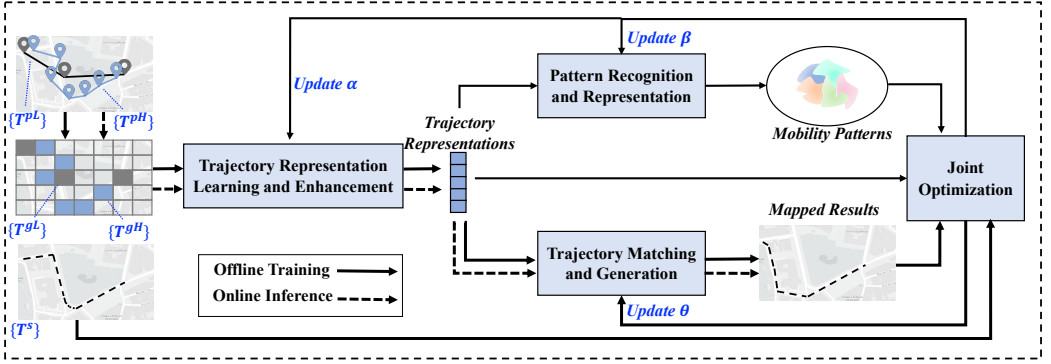 Update β
Update α
{T^{pL}}
{T^{pH}}
Pattern Recognition
and Representation
Mobility Patterns
Trajectory
Representations
Trajectory Representation
Learning and Enhancement
Joint
Optimization
{T^{gL}}
{T^{gH}}
Mapped Results
Trajectory Matching
and Generation
Offline Training
Online Inference
Update θ
{T^s}